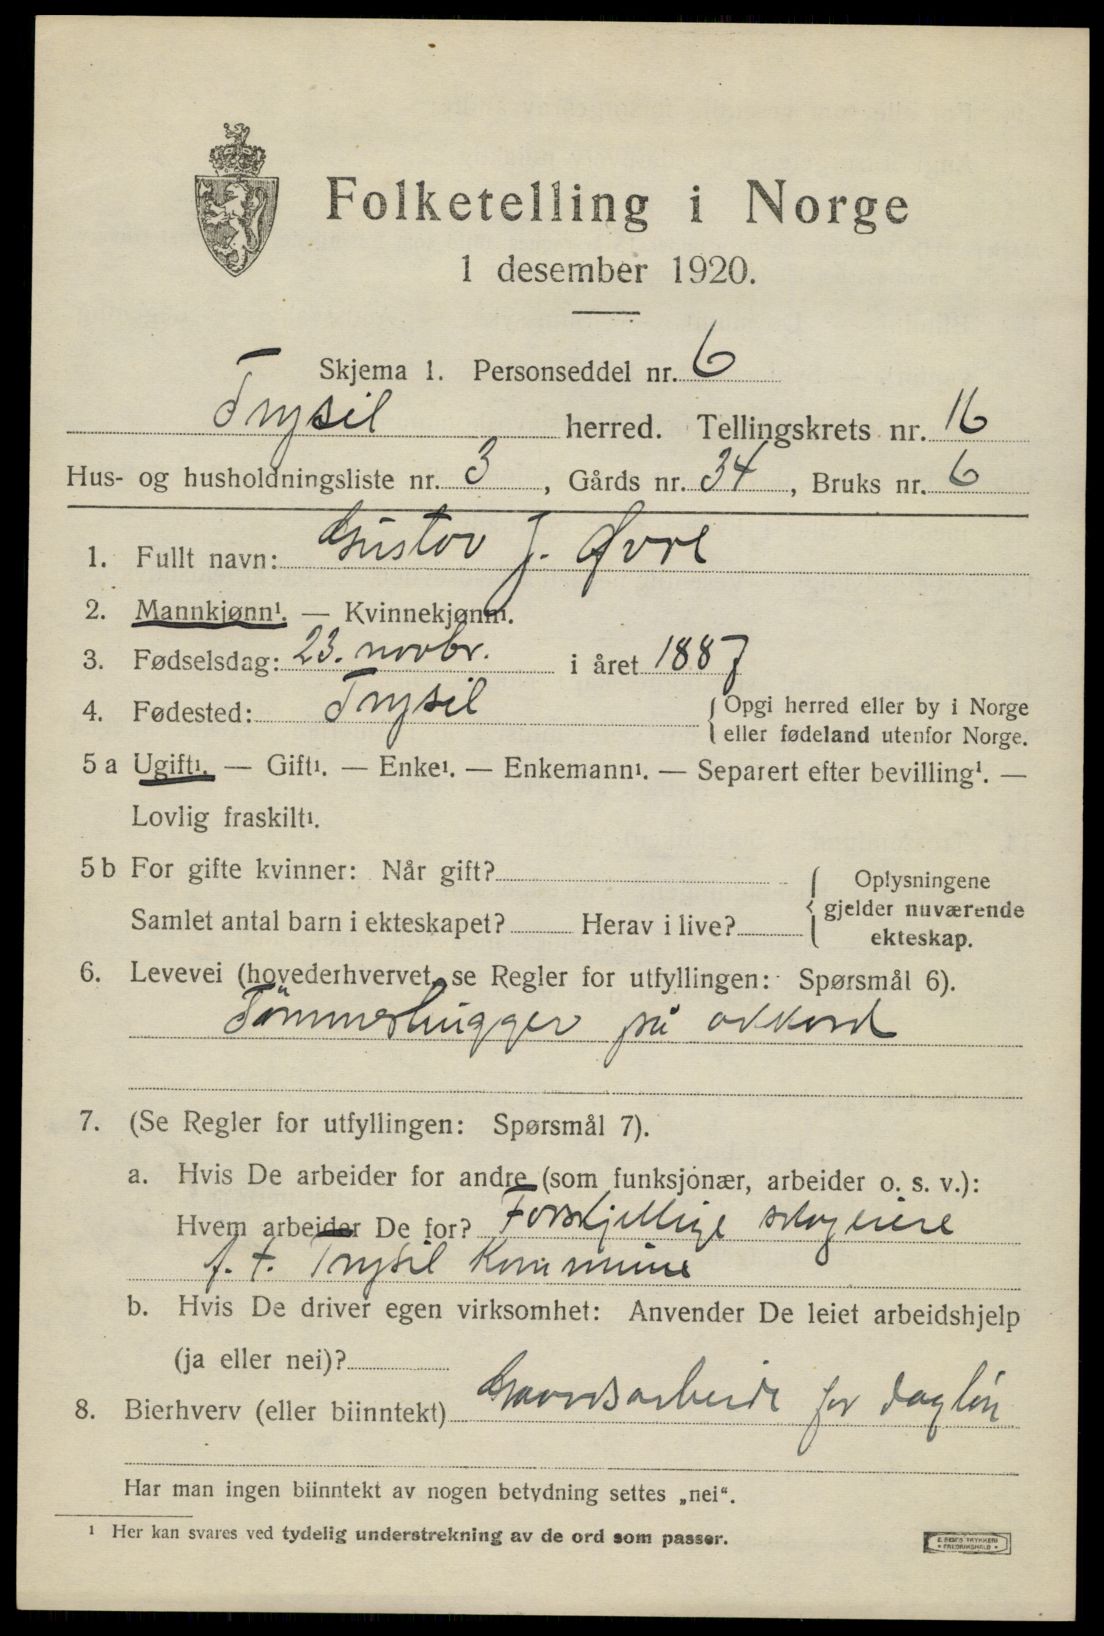 Folketelling i Norge
1 desember 1920.
Skjema 1. Personseddel nr. 6
Trysil herred. Tellingskrets nr. 16
Hus- og husholdningsliste nr. 3, Gårds nr. 34, Bruks nr. 6
1. Fullt navn: Gustav J. Øvre
2. Mannkjønn¹. — Kvinnekjønn¹.
3. Fødselsdag: 23. novbr. i året 1887
4. Fødested: Trysil { Opgi herred eller by i Norge
eller fødeland utenfor Norge.
5 a Ugift¹. — Gift¹. — Enke¹. — Enkemann¹. — Separert efter bevilling¹. —
Lovlig fraskilt¹.
5 b For gifte kvinner: Når gift? { Oplysningene
gjelder nuværende
Samlet antal barn i ekteskapet? Herav i live?
ekteskap.
6. Levevei (hovederhvervet, se Regler for utfyllingen: Spørsmål 6).
Tømmerhugger på akkord
7. (Se Regler for utfyllingen: Spørsmål 7).
a. Hvis De arbeider for andre (som funksjonær, arbeider o. s. v.):
Hvem arbeider De for? Forskjellige skogeiere
f. t. Trysil Kommune
b. Hvis De driver egen virksomhet: Anvender De leiet arbeidshjelp
(ja eller nei)?
8. Bierhverv (eller biinntekt) Gaardsarbeide for dagløn
Har man ingen biinntekt av nogen betydning settes „nei“.
¹ Her kan svares ved tydelig understrekning av de ord som passer.